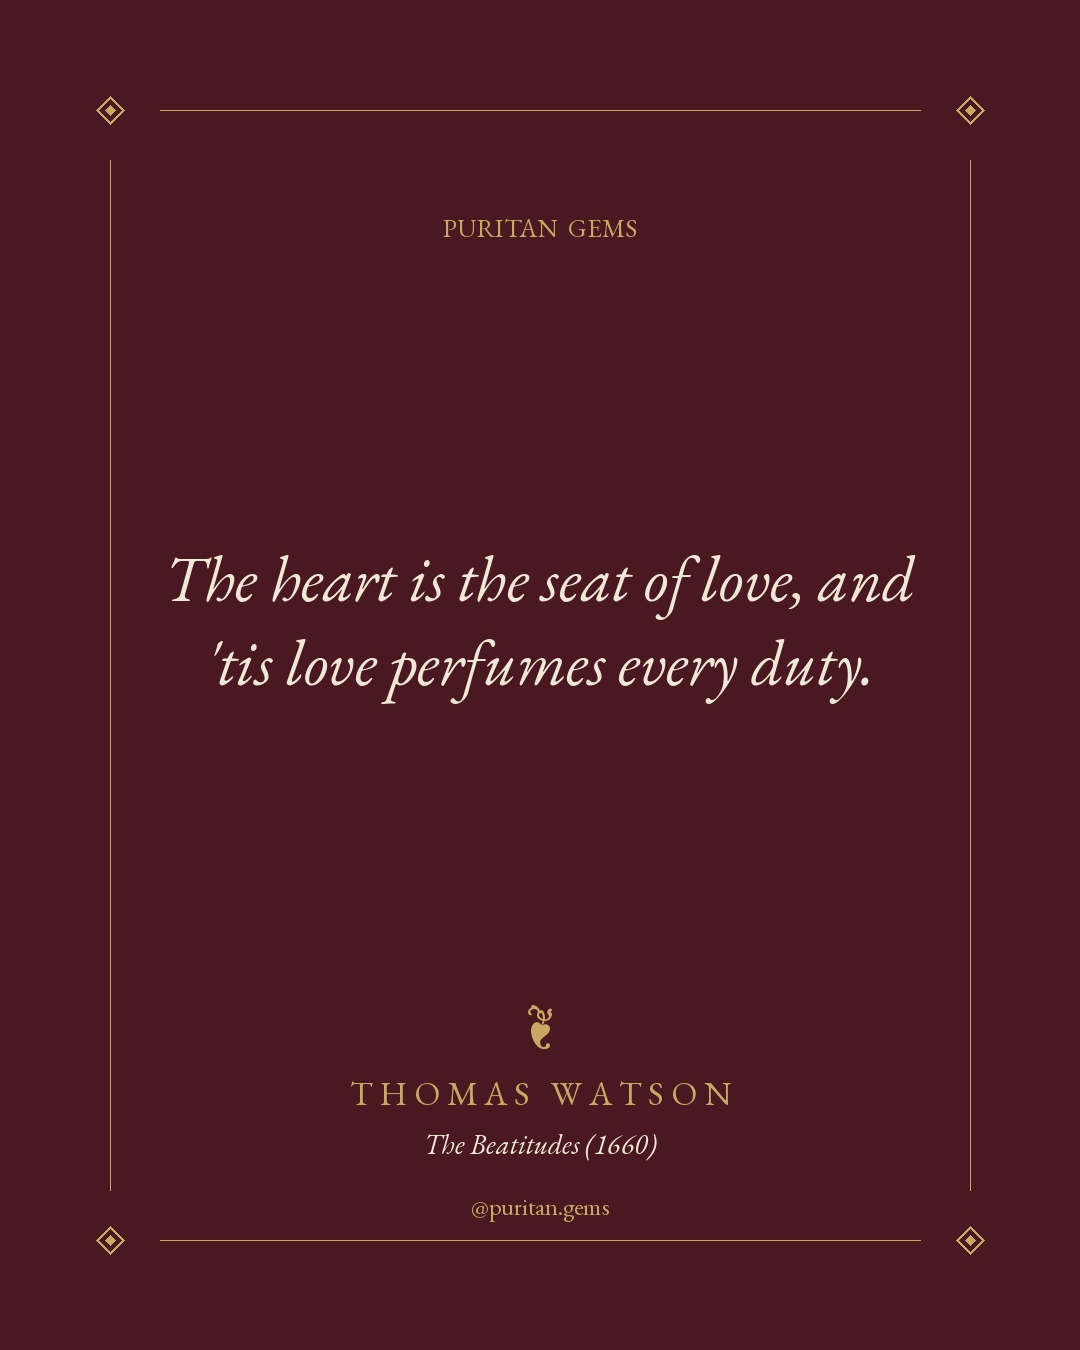 PURITAN GEMS
The heart is the seat of love, and
'tis love perfumes every duty.
THOMAS WATSON
The Beatitudes (1660)
@puritan.gems